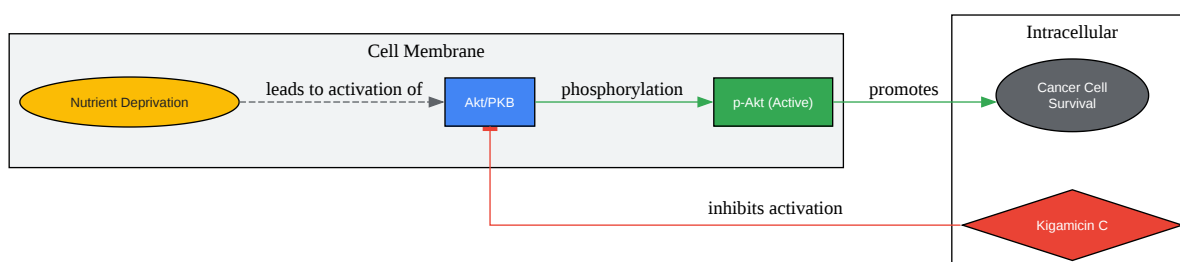 Cell Membrane
Intracellular
Nutrient Deprivation
leads to activation of
Akt/PKB
phosphorylation
p-Akt (Active)
promotes
Cancer Cell
Survival
inhibits activation
Kigamicin C